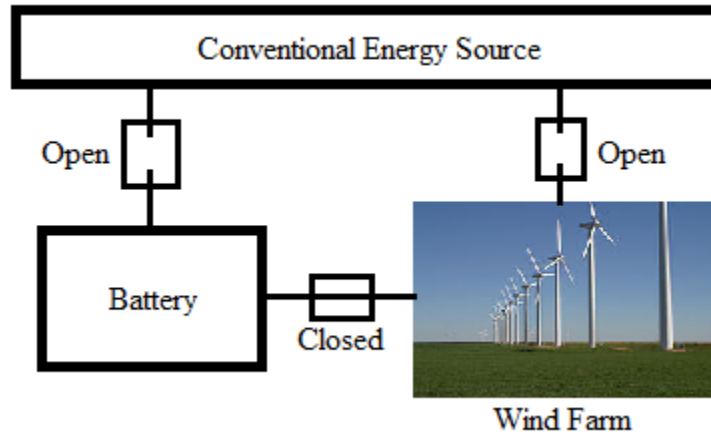 Conventional Energy Source
Open
Open
Battery
Closed
Wind Farm